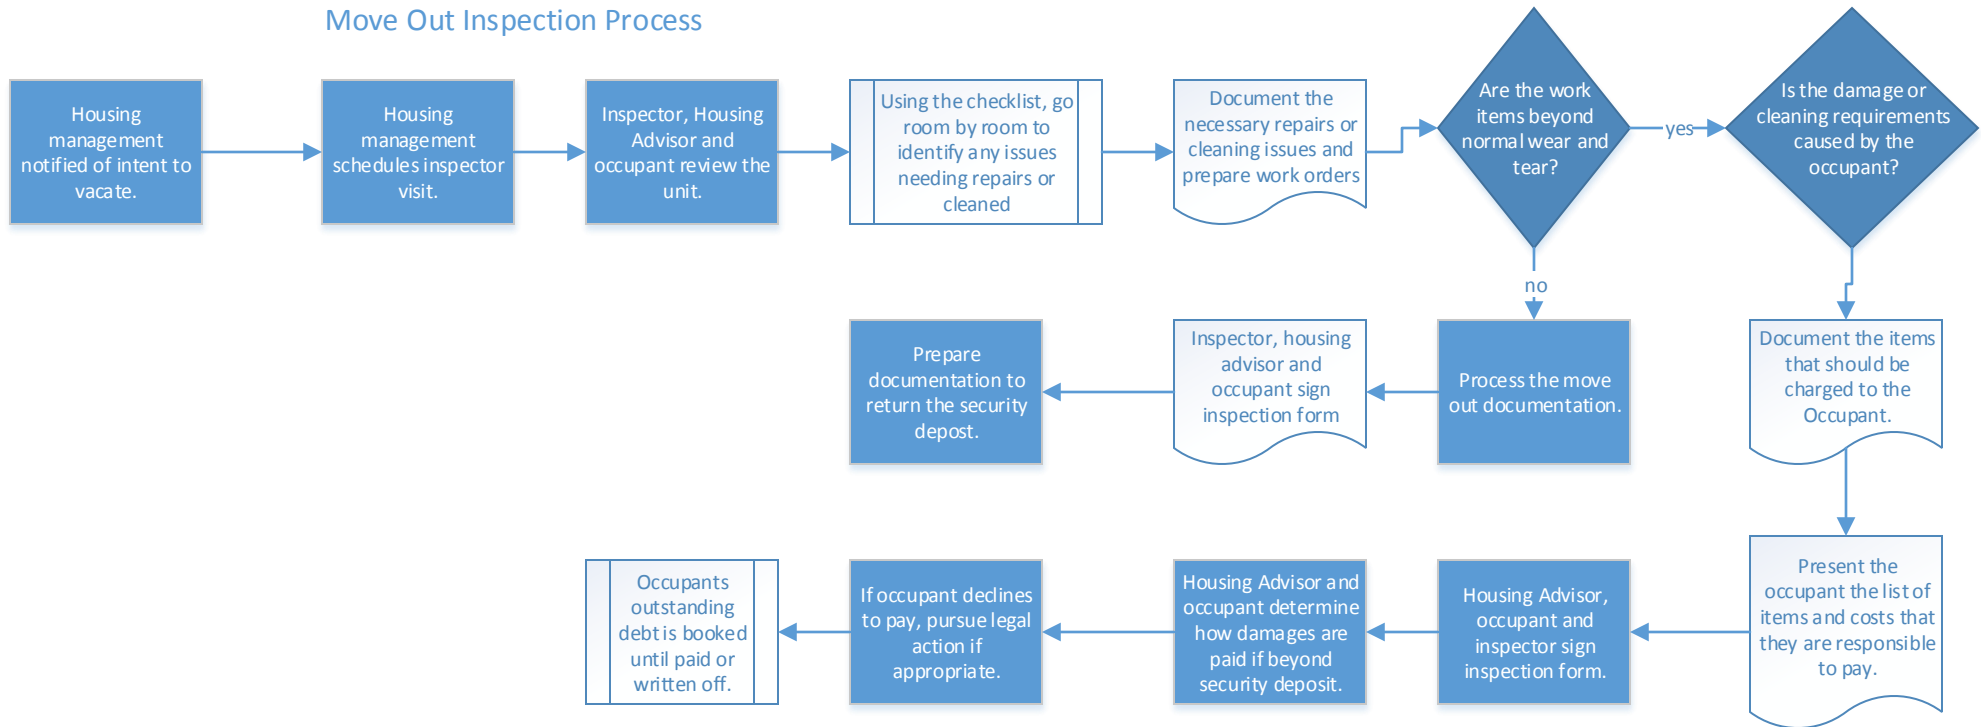 Move Out Inspection Process
Housing
management
notified of intent to
vacate.
Housing
management
schedules inspector
visit.
Inspector, Housing
Advisor and
occupant review the
unit.
Using the checklist, go
room by room to
identify any issues
needing repairs or
cleaned
Document the
necessary repairs or
cleaning issues and
prepare work orders
Are the work
items beyond
normal wear and
tear?
yes
Is the damage or
cleaning requirements
caused by the
occupant?
no
Prepare
documentation to
return the security
depost.
Inspector, housing
advisor and
occupant sign
inspection form
Process the move
out documentation.
Document the items
that should be
charged to the
Occupant.
Occupants
outstanding
debt is booked
until paid or
written off.
If occupant declines
to pay, pursue legal
action if
appropriate.
Housing Advisor and
occupant determine
how damages are
paid if beyond
security deposit.
Housing Advisor,
occupant and
inspector sign
inspection form.
Present the
occupant the list of
items and costs that
they are responsible
to pay.